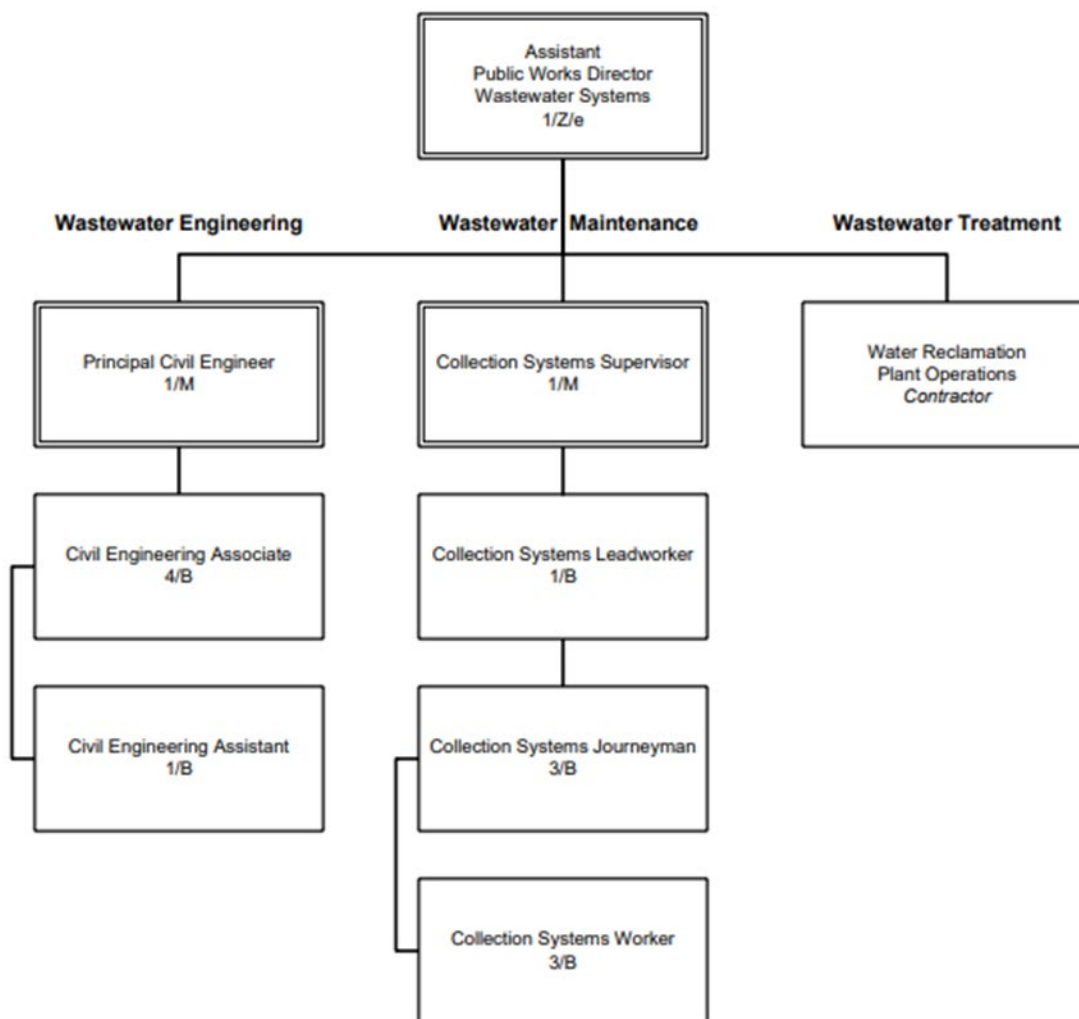 Assistant
Public Works Director
Wastewater Systems
1/Z/e
Wastewater Engineering
Wastewater Maintenance
Wastewater Treatment
Principal Civil Engineer
1/M
Collection Systems Supervisor
1/M
Water Reclamation
Plant Operations
Contractor
Civil Engineering Associate
4/B
Collection Systems Leadworker
1/B
Civil Engineering Assistant
1/B
Collection Systems Journeyman
3/B
Collection Systems Worker
3/B